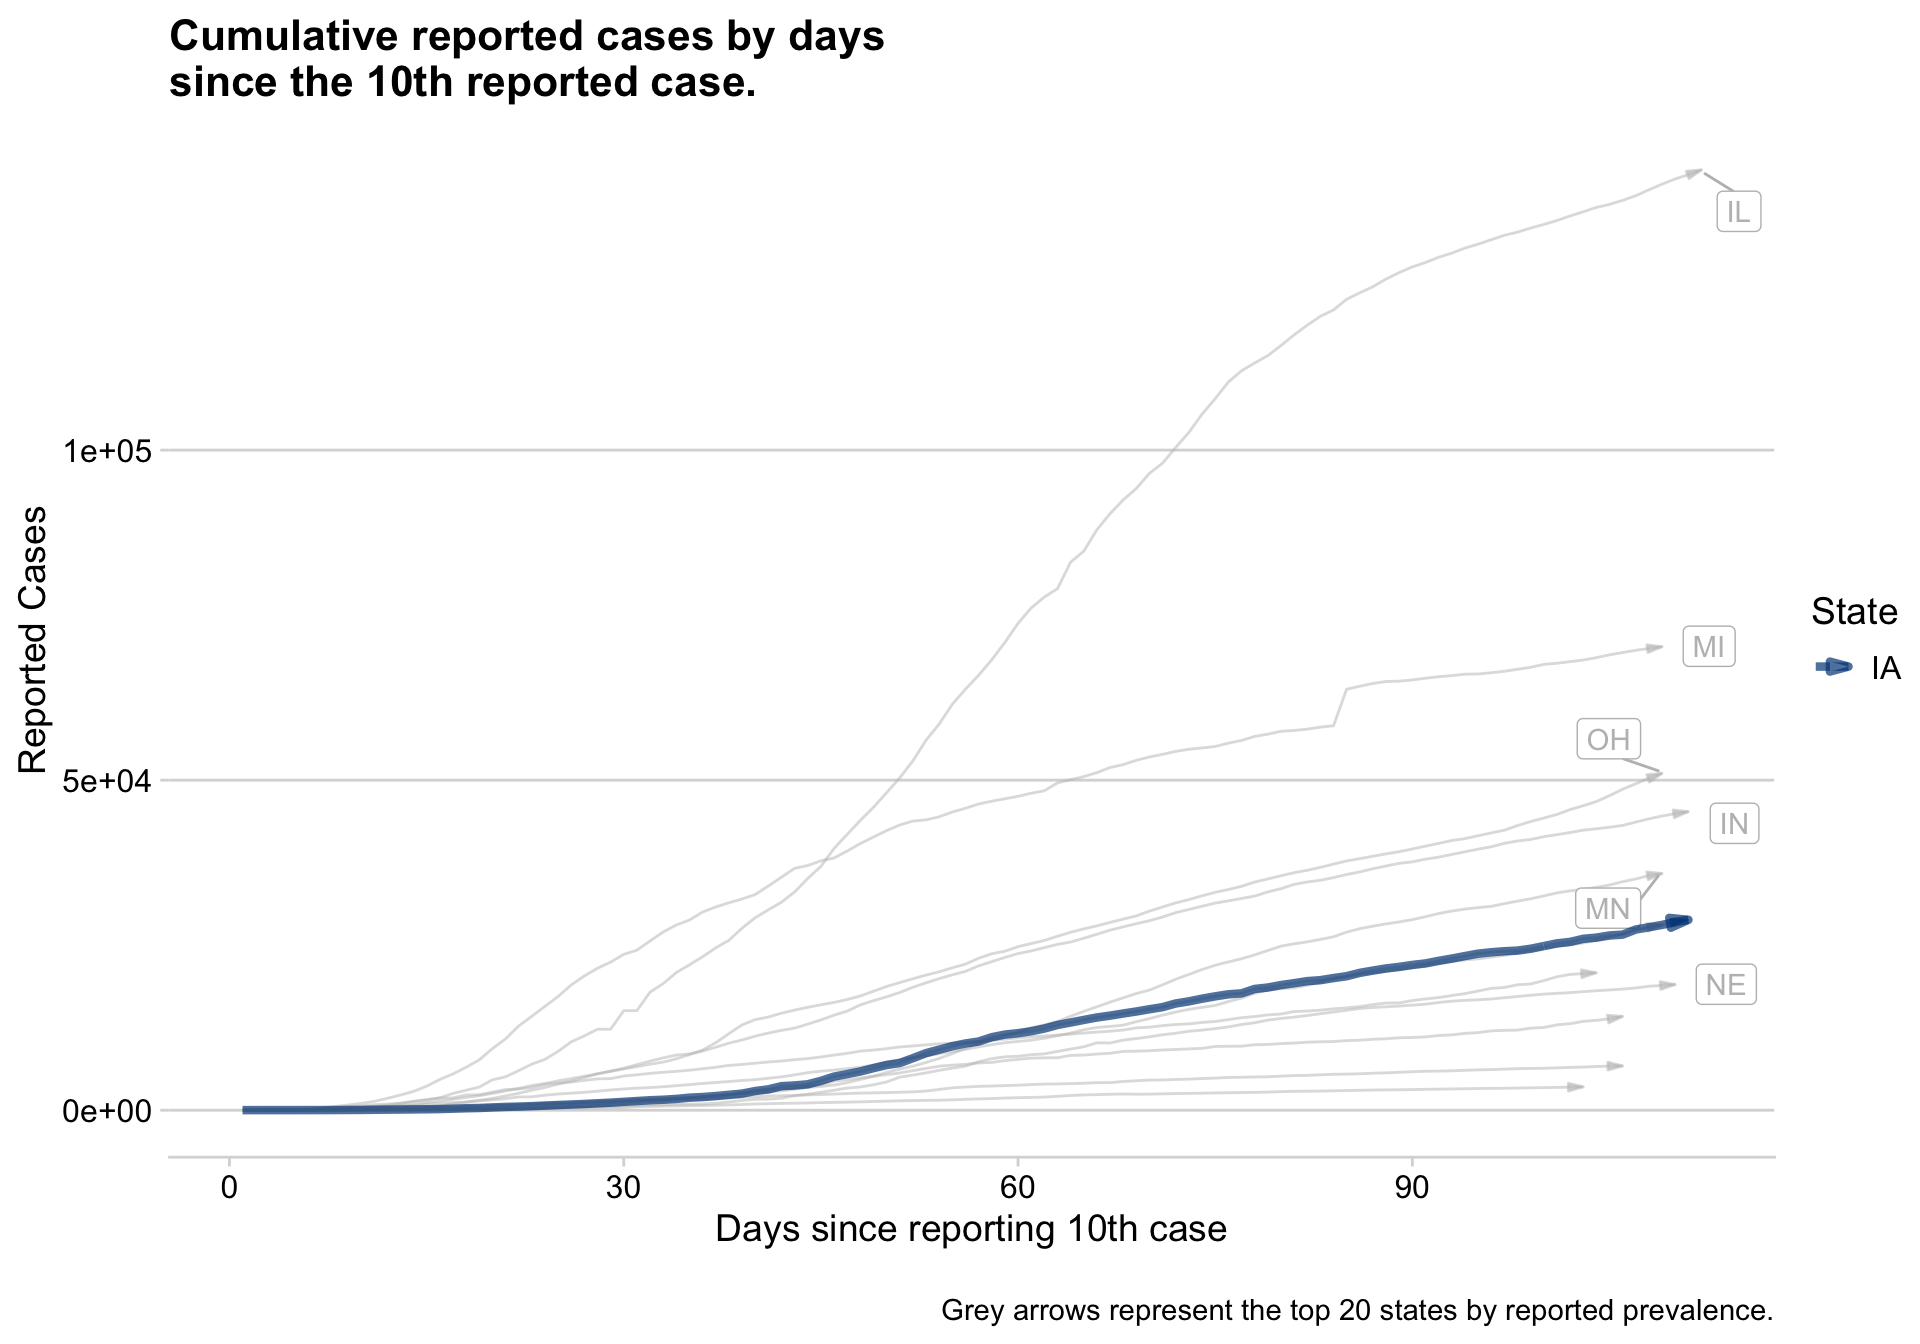 Cumulative reported cases by days
since the 10th reported case.
IL
1e+05
Reported Cases
State
MI
IA
OH
5e+04
IN
MN
NE
0e+00
0 30 60 90
Days since reporting 10th case
Grey arrows represent the top 20 states by reported prevalence.